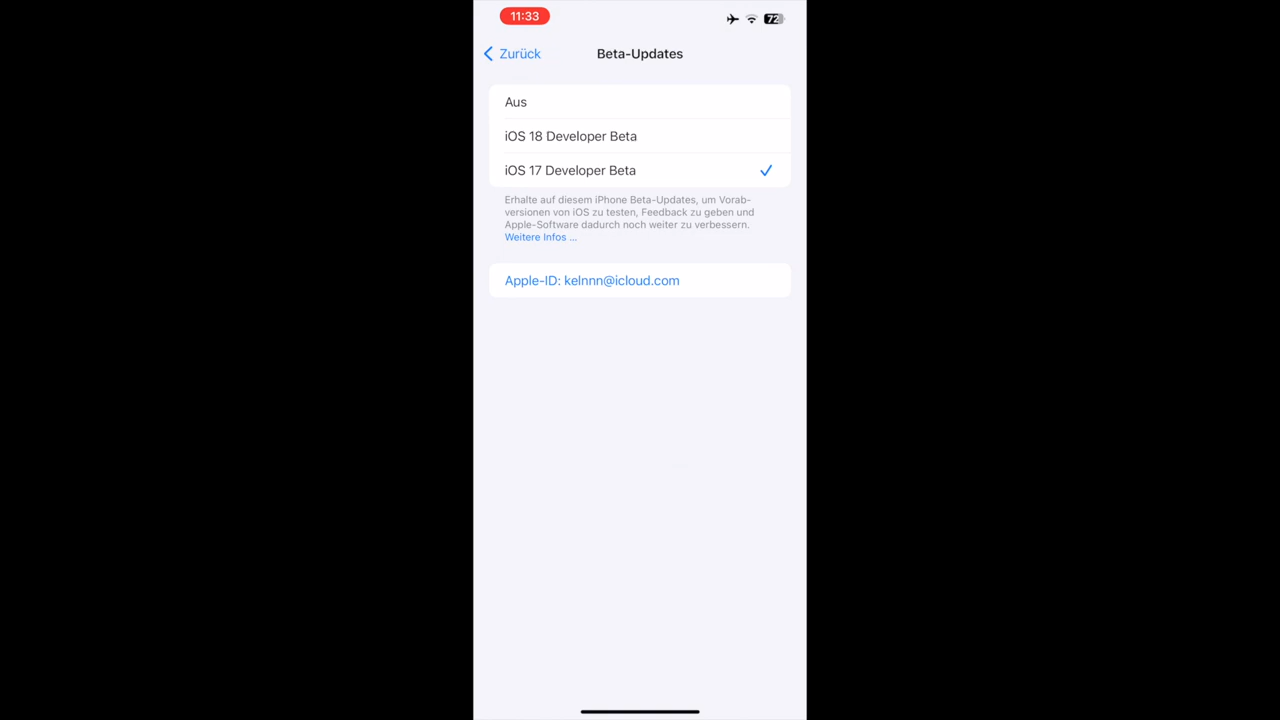 11:33
72
Zurück
Beta-Updates
Aus
iOS 18 Developer Beta
iOS 17 Developer Beta
Erhalte auf diesem iPhone Beta-Updates, um Vorab-
versionen von iOS zu testen, Feedback zu geben und
Apple-Software dadurch noch weiter zu verbessern.
Weitere Infos ...
Apple-ID: kelnnn@icloud.com